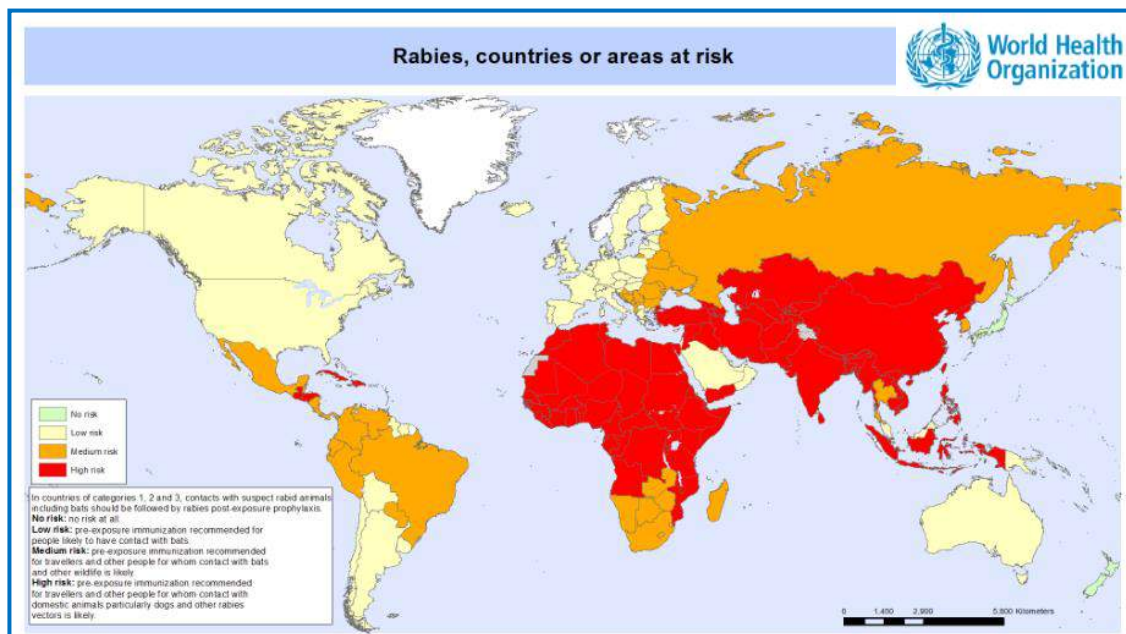 Rabies, countries or areas at risk
World Health
Organization
No risk
Low risk
Medium risk
High risk
In countries of categories 1, 2 and 3, contacts with suspect rabid animals
including bats should be followed by rabies post-exposure prophylaxis.
No risk: no risk at all.
Low risk: pre-exposure immunization recommended for
people likely to have contact with bats.
Medium risk: pre-exposure immunization recommended
for travellers and other people for whom contact with bats
and other wildlife is likely.
High risk: pre-exposure immunization recommended
for travellers and other people for whom contact with
domestic animals particularly dogs and other rabies
vectors is likely.
0 1,450 2,900 5,800 Kilometers